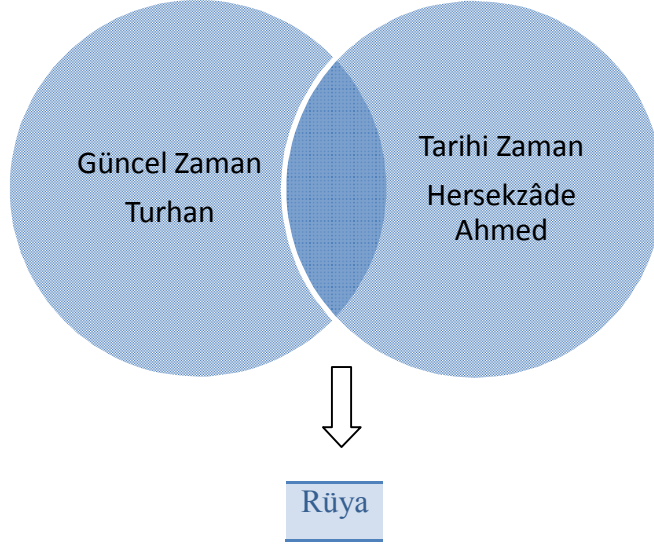 Güncel Zaman
Turhan
Tarihi Zaman
Hersekzâde
Ahmed
Rüya